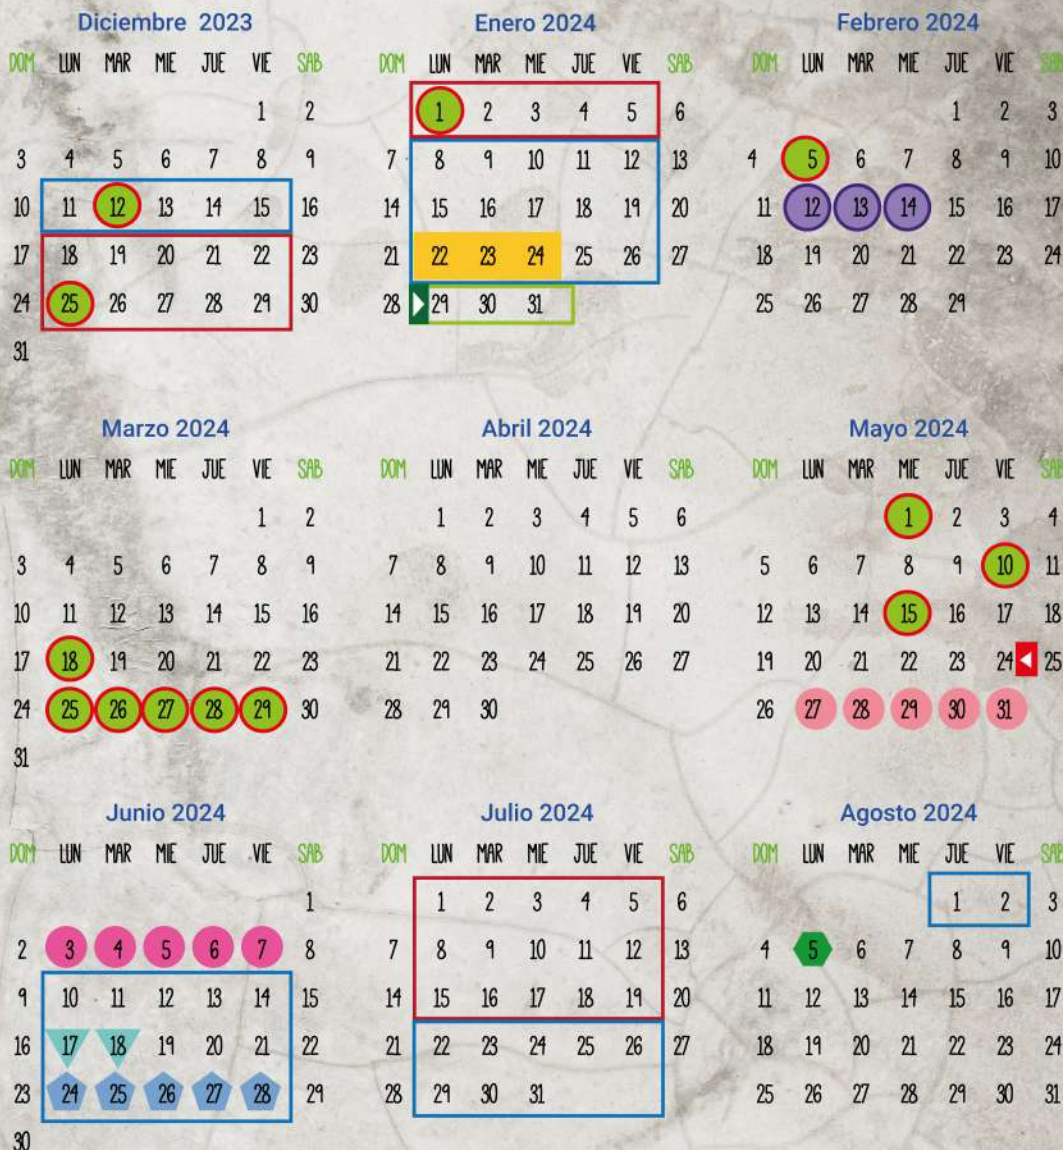 Diciembre 2023
DOM LUN MAR MIE JUE VIE SAB
1 2
3 4 5 6 7 8 9
10 11 12 13 14 15 16
17 18 19 20 21 22 23
24 25 26 27 28 29 30
31
Enero 2024
DOM LUN MAR MIE JUE VIE SAB
1 2 3 4 5 6
7 8 9 10 11 12 13
14 15 16 17 18 19 20
21 22 23 24 25 26 27
28 29 30 31
Febrero 2024
DOM LUN MAR MIE JUE VIE SAB
1 2 3
4 5 6 7 8 9 10
11 12 13 14 15 16 17
18 19 20 21 22 23 24
25 26 27 28 29
Marzo 2024
DOM LUN MAR MIE JUE VIE SAB
1 2
3 4 5 6 7 8 9
10 11 12 13 14 15 16
17 18 19 20 21 22 23
24 25 26 27 28 29 30
31
Abril 2024
DOM LUN MAR MIE JUE VIE SAB
1 2 3 4 5 6
7 8 9 10 11 12 13
14 15 16 17 18 19 20
21 22 23 24 25 26 27
28 29 30
Mayo 2024
DOM LUN MAR MIE JUE VIE SAB
1 2 3 4
5 6 7 8 9 10 11
12 13 14 15 16 17 18
19 20 21 22 23 24 25
26 27 28 29 30 31
Junio 2024
DOM LUN MAR MIE JUE VIE SAB
1
2 3 4 5 6 7 8
9 10 11 12 13 14 15
16 17 18 19 20 21 22
23 24 25 26 27 28 29
30
Julio 2024
DOM LUN MAR MIE JUE VIE SAB
1 2 3 4 5 6
7 8 9 10 11 12 13
14 15 16 17 18 19 20
21 22 23 24 25 26 27
28 29 30 31
Agosto 2024
DOM LUN MAR MIE JUE VIE SAB
1 2 3
4 5 6 7 8 9 10
11 12 13 14 15 16 17
18 19 20 21 22 23 24
25 26 27 28 29 30 31